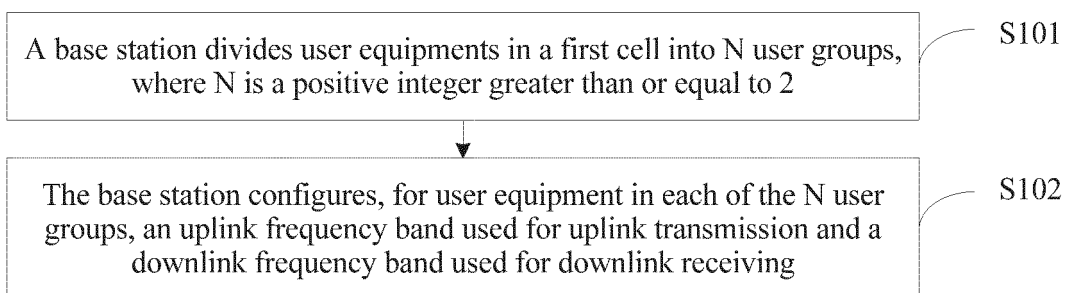 A base station divides user equipments in a first cell into N user groups,
where N is a positive integer greater than or equal to 2
S101
The base station configures, for user equipment in each of the N user
groups, an uplink frequency band used for uplink transmission and a
downlink frequency band used for downlink receiving
S102